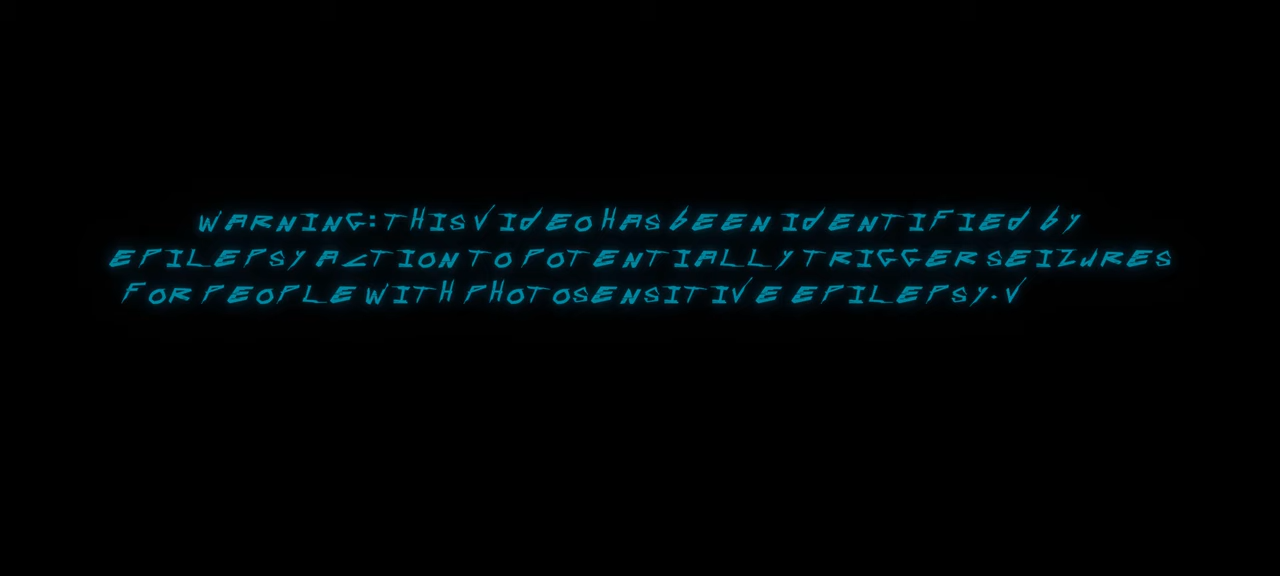 WARNING: THIS VIdEO HAS bEEN IdENTIFIEd by
EPILEPSY ACTION TO POTENTIALLY TRIGGER SEIZURES
FOR PEOPLE WITH PHOTOSENSITIVE EPILEPSY. V